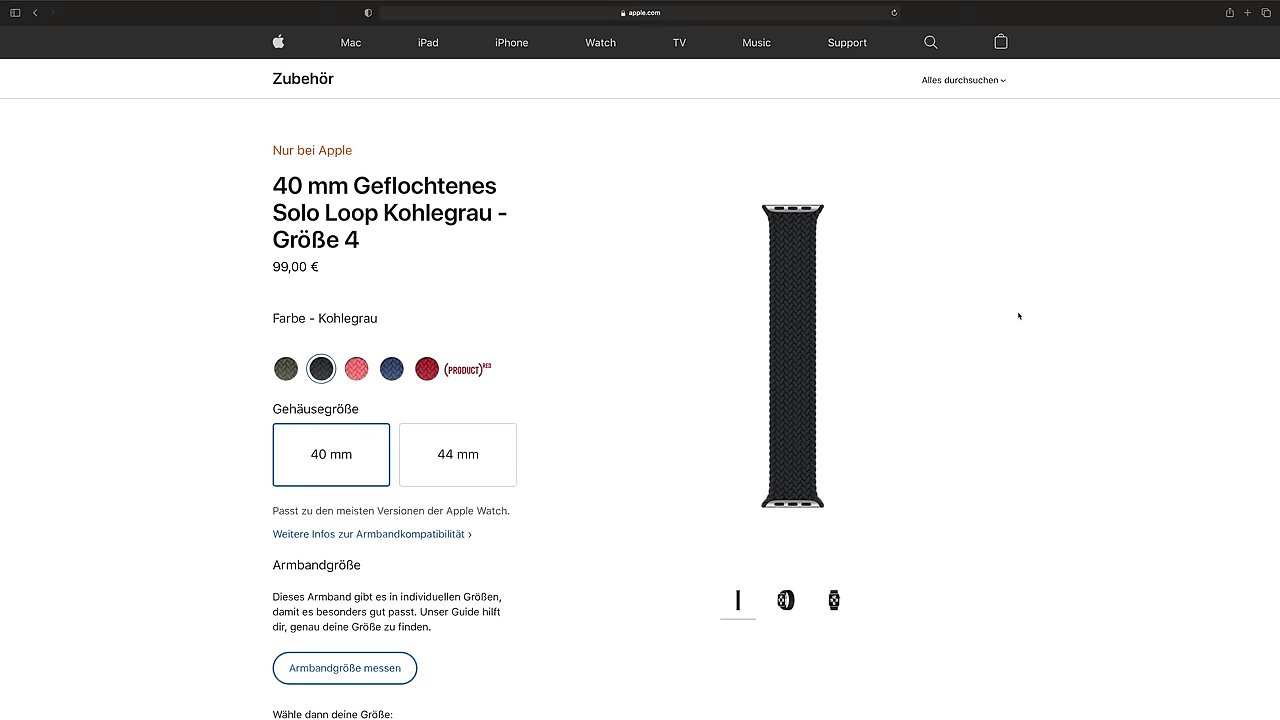 apple.com
Mac iPad iPhone Watch TV Music Support
Zubehör
Alles durchsuchen
Nur bei Apple
40 mm Geflochtenes
Solo Loop Kohlegrau -
Größe 4
99,00 €
Farbe - Kohlegrau
(PRODUCT)RED
Gehäusegröße
40 mm 44 mm
Passt zu den meisten Versionen der Apple Watch.
Weitere Infos zur Armbandkompatibilität ›
Armbandgröße
Dieses Armband gibt es in individuellen Größen,
damit es besonders gut passt. Unser Guide hilft
dir, genau deine Größe zu finden.
Armbandgröße messen
Wähle dann deine Größe: